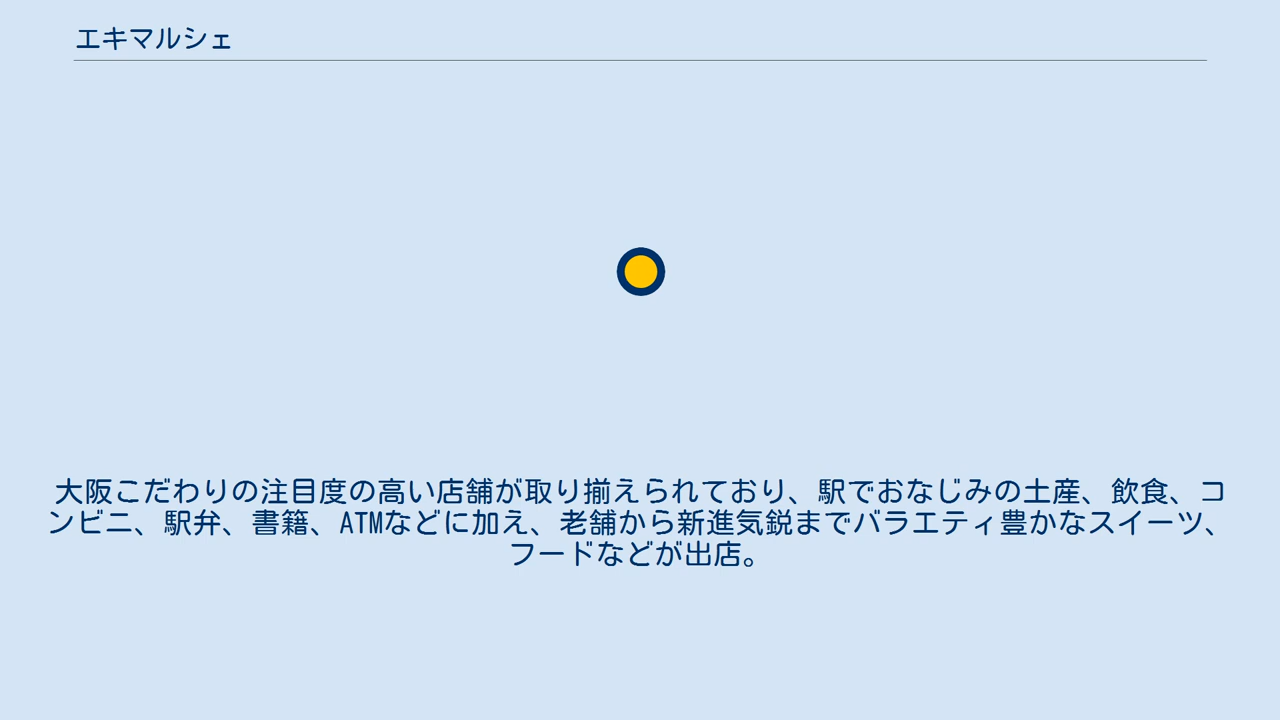 エキマルシェ
大阪こだわりの注目度の高い店舗が取り揃えられており、駅でおなじみの土産、飲食、コ
ンビニ、駅弁、書籍、ATMなどに加え、老舗から新進気鋭までバラエティ豊かなスイーツ、
フードなどが出店。